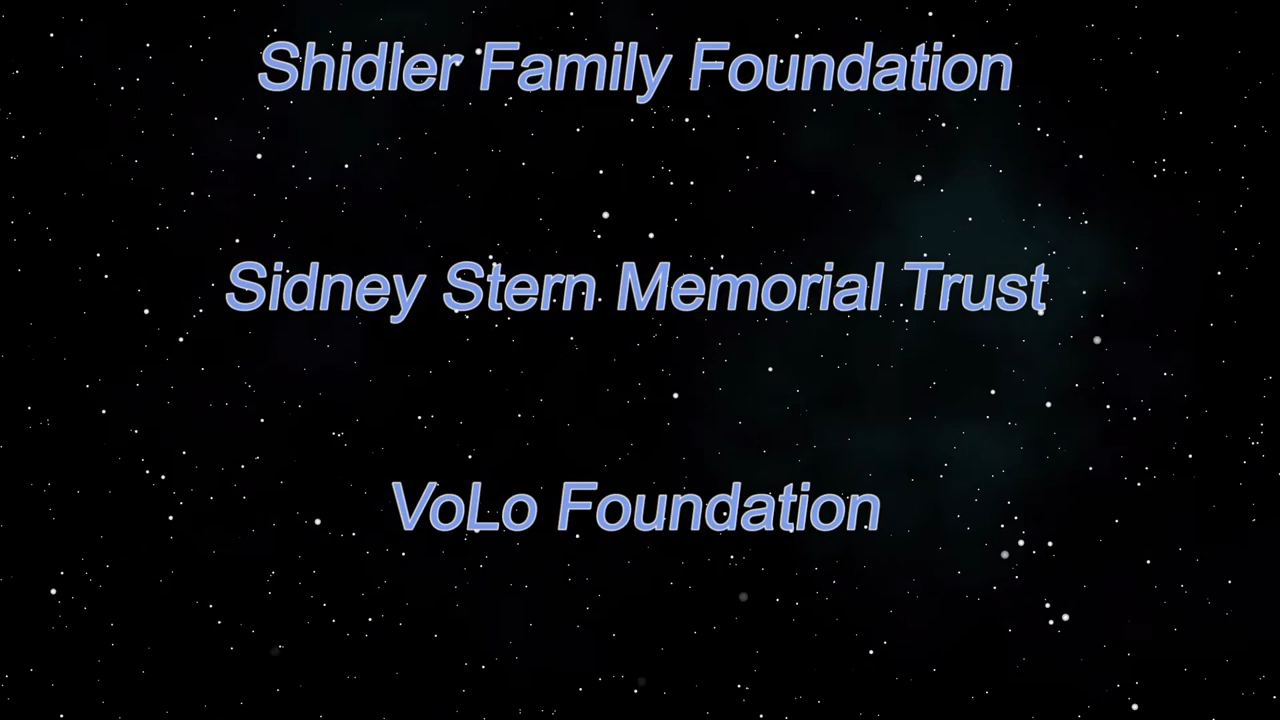 Shidler Family Foundation
Sidney Stern Memorial Trust
VoLo Foundation